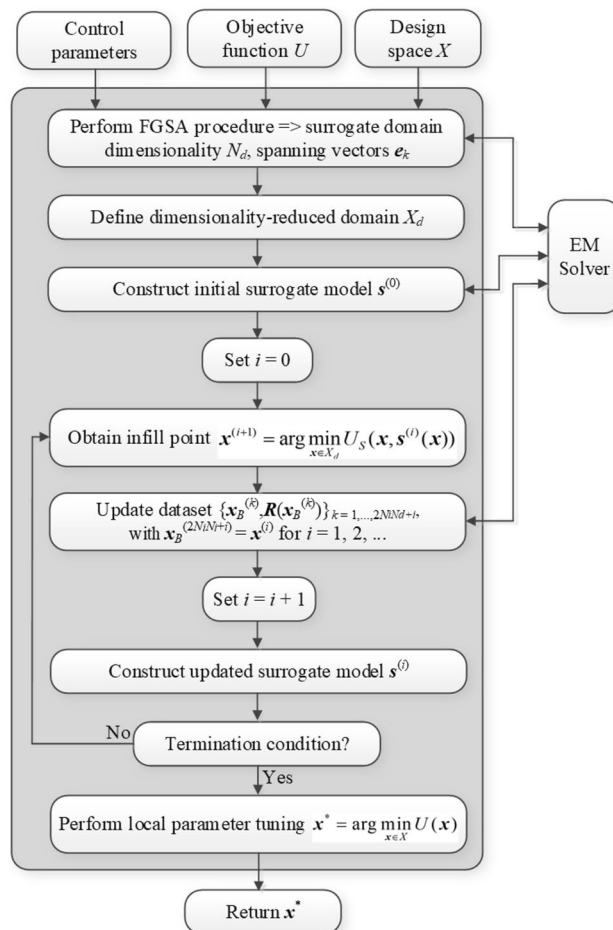 Control parameters
Objective function U
Design space X
Perform FGSA procedure => surrogate domain
dimensionality N_d, spanning vectors e_k
Define dimensionality-reduced domain X_d
EM
Solver
Construct initial surrogate model s^(0)
Set i = 0
Obtain infill point x^(i+1) = arg min_{x∈X_d} U_S(x, s^(i)(x))
Update dataset {x_B^(k), R(x_B^(k))}_{k=1,...,2N_iN_d+i},
with x_B^(2N_iN_i+i) = x^(i) for i = 1, 2, ...
Set i = i + 1
Construct updated surrogate model s^(i)
No
Termination condition?
Yes
Perform local parameter tuning x^* = arg min_{x∈X} U(x)
Return x^*